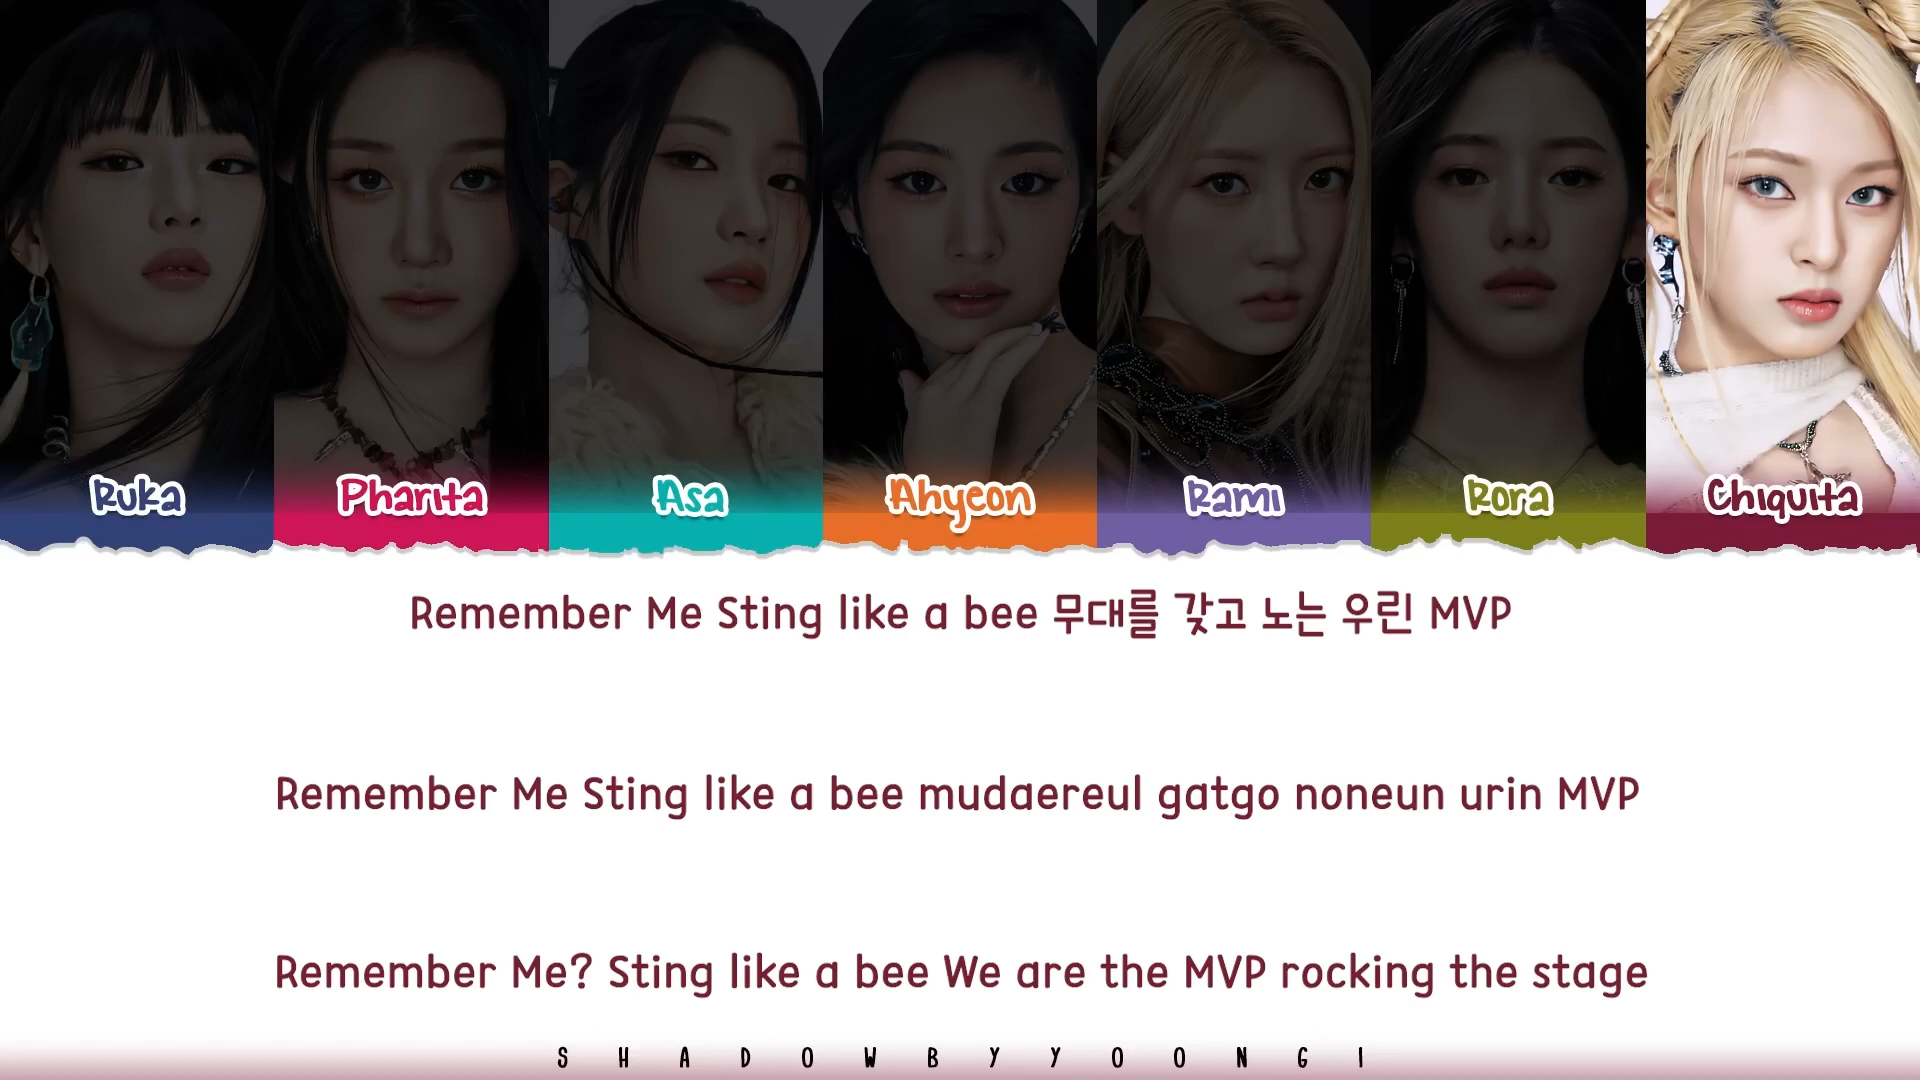 Ruka Pharita Asa Ahyeon Rami Rora Chiquita
Remember Me Sting like a bee 무대를 갖고 노는 우린 MVP
Remember Me Sting like a bee mudaereul gatgo noneun urin MVP
Remember Me? Sting like a bee We are the MVP rocking the stage
SHADOWBYYOONGI